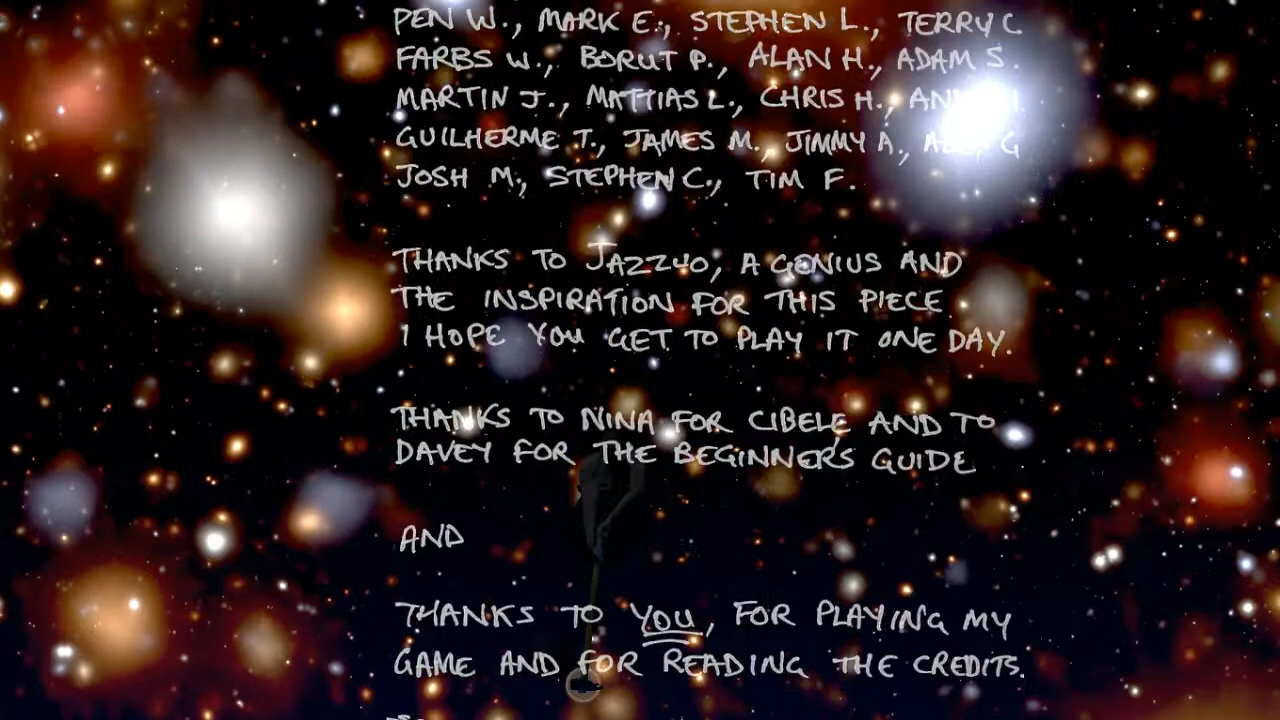 PEN W., MARK E., STEPHEN L., TERRY C
FARBS W., BORUT P., ALAN H., ADAM S.
MARTIN J., MATTIAS L., CHRIS H.,
GUILHERME T., JAMES M., JIMMY A., G
JOSH M., STEPHEN C., TIM F.
THANKS TO JAZZUO, A GENIUS AND
THE INSPIRATION FOR THIS PIECE
I HOPE YOU GET TO PLAY IT ONE DAY.
THANKS TO NINA FOR CIBELE AND TO
DAVEY FOR THE BEGINNER'S GUIDE
AND
THANKS TO YOU, FOR PLAYING MY
GAME AND FOR READING THE CREDITS.